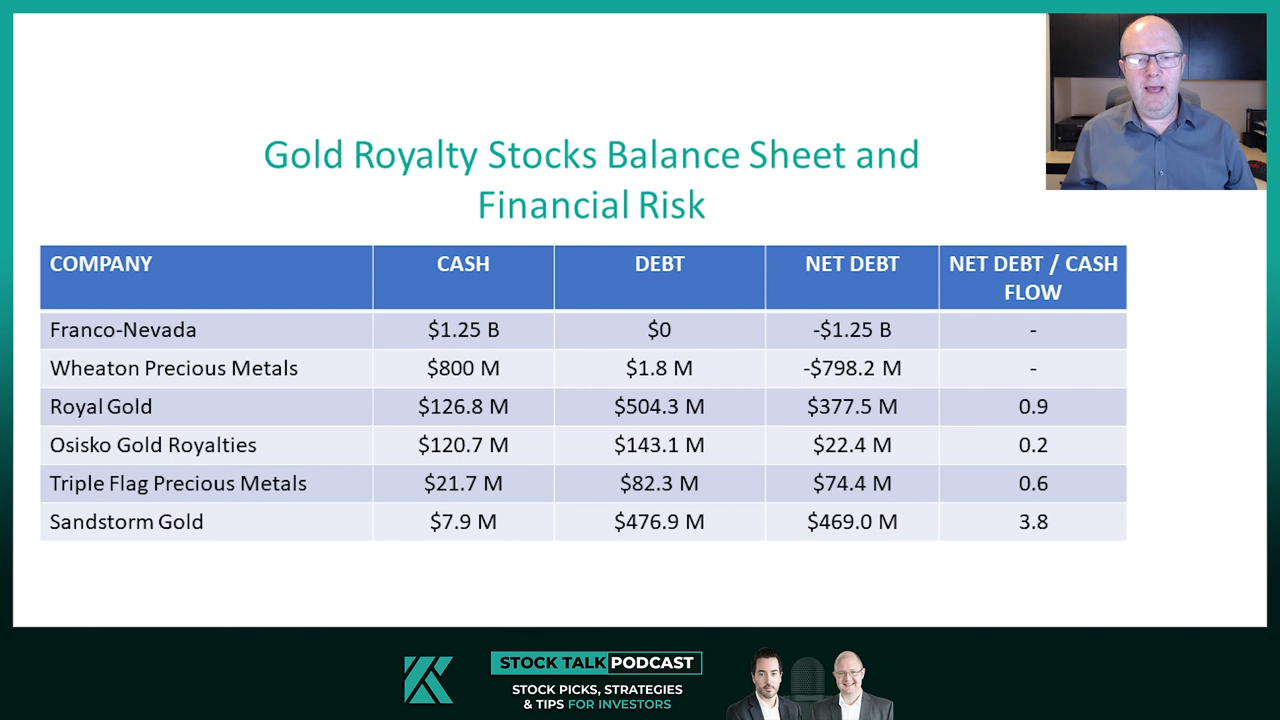 Gold Royalty Stocks Balance Sheet and
Financial Risk
COMPANY CASH DEBT NET DEBT NET DEBT / CASH FLOW
Franco-Nevada $1.25 B $0 -$1.25 B -
Wheaton Precious Metals $800 M $1.8 M -$798.2 M -
Royal Gold $126.8 M $504.3 M $377.5 M 0.9
Osisko Gold Royalties $120.7 M $143.1 M $22.4 M 0.2
Triple Flag Precious Metals $21.7 M $82.3 M $74.4 M 0.6
Sandstorm Gold $7.9 M $476.9 M $469.0 M 3.8
STOCK TALK PODCAST
STOCK PICKS, STRATEGIES
& TIPS FOR INVESTORS